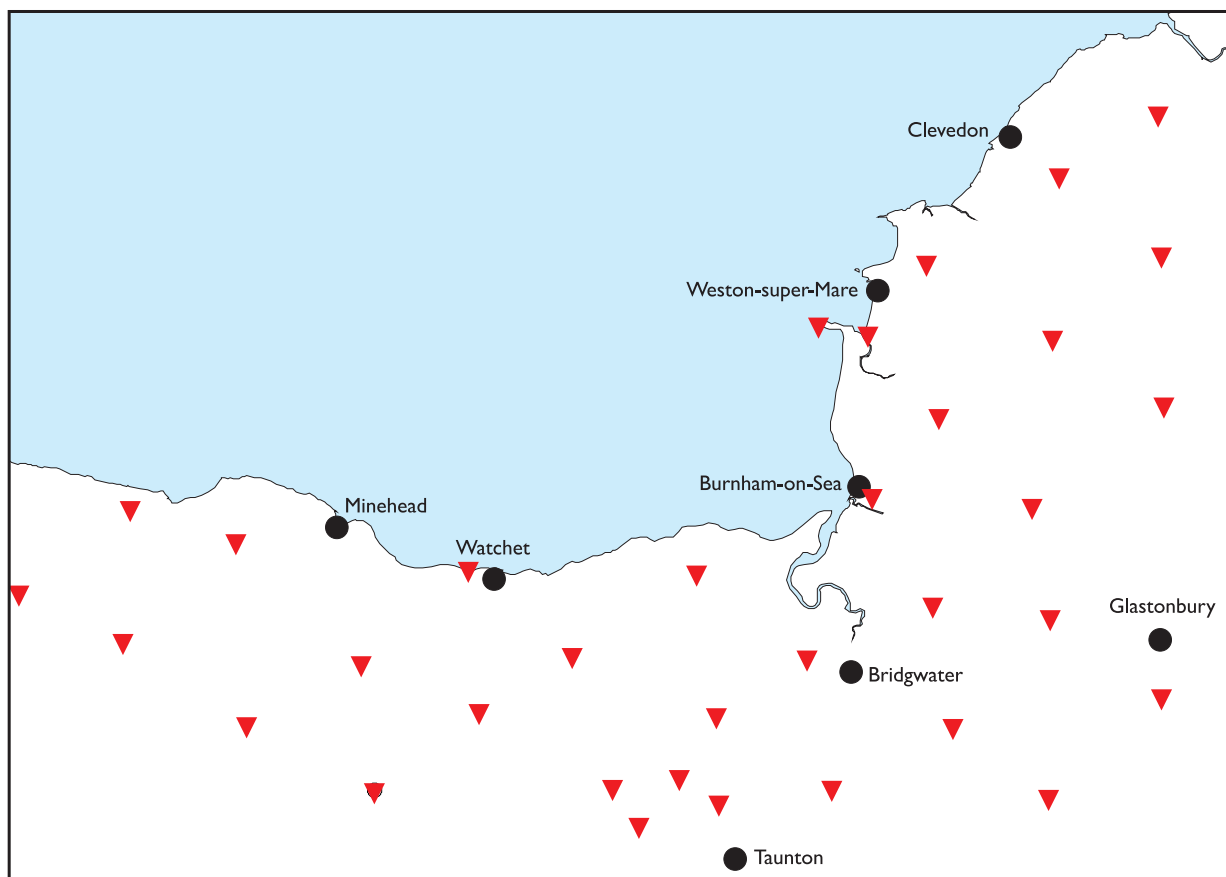 Clevedon
Weston-super-Mare
Burnham-on-Sea
Minehead
Watchet
Glastonbury
Bridgwater
Taunton